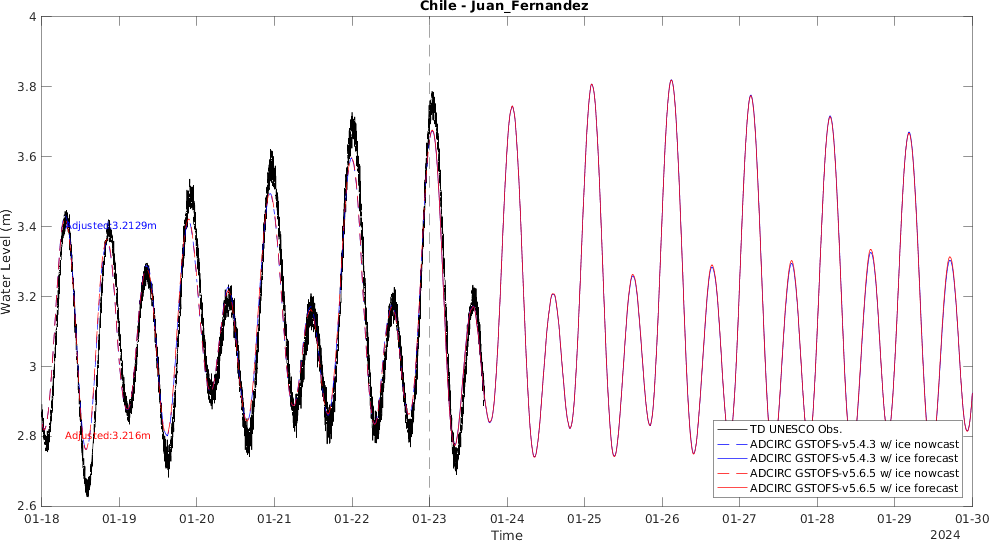 Chile - Juan_Fernandez
4
3.8
3.6
3.4
3.2
3
2.8
2.6
Water Level (m)
Adjusted:3.2129m
Adjusted:3.216m
TD UNESCO Obs.
ADCIRC GSTOFS-v5.4.3 w/ ice nowcast
ADCIRC GSTOFS-v5.4.3 w/ ice forecast
ADCIRC GSTOFS-v5.6.5 w/ ice nowcast
ADCIRC GSTOFS-v5.6.5 w/ ice forecast
01-18 01-19 01-20 01-21 01-22 01-23 01-24 01-25 01-26 01-27 01-28 01-29 01-30
Time
2024